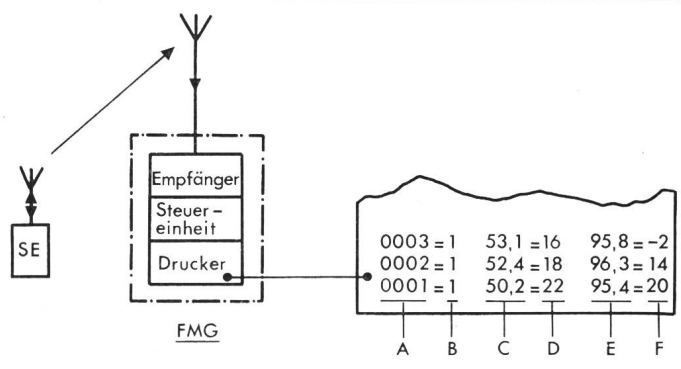 Empfänger
Steuer-
einheit
Drucker
SE
FMG
0003 = 1 53,1 = 16 95,8 = -2
0002 = 1 52,4 = 18 96,3 = 14
0001 = 1 50,2 = 22 95,4 = 20
A B C D E F